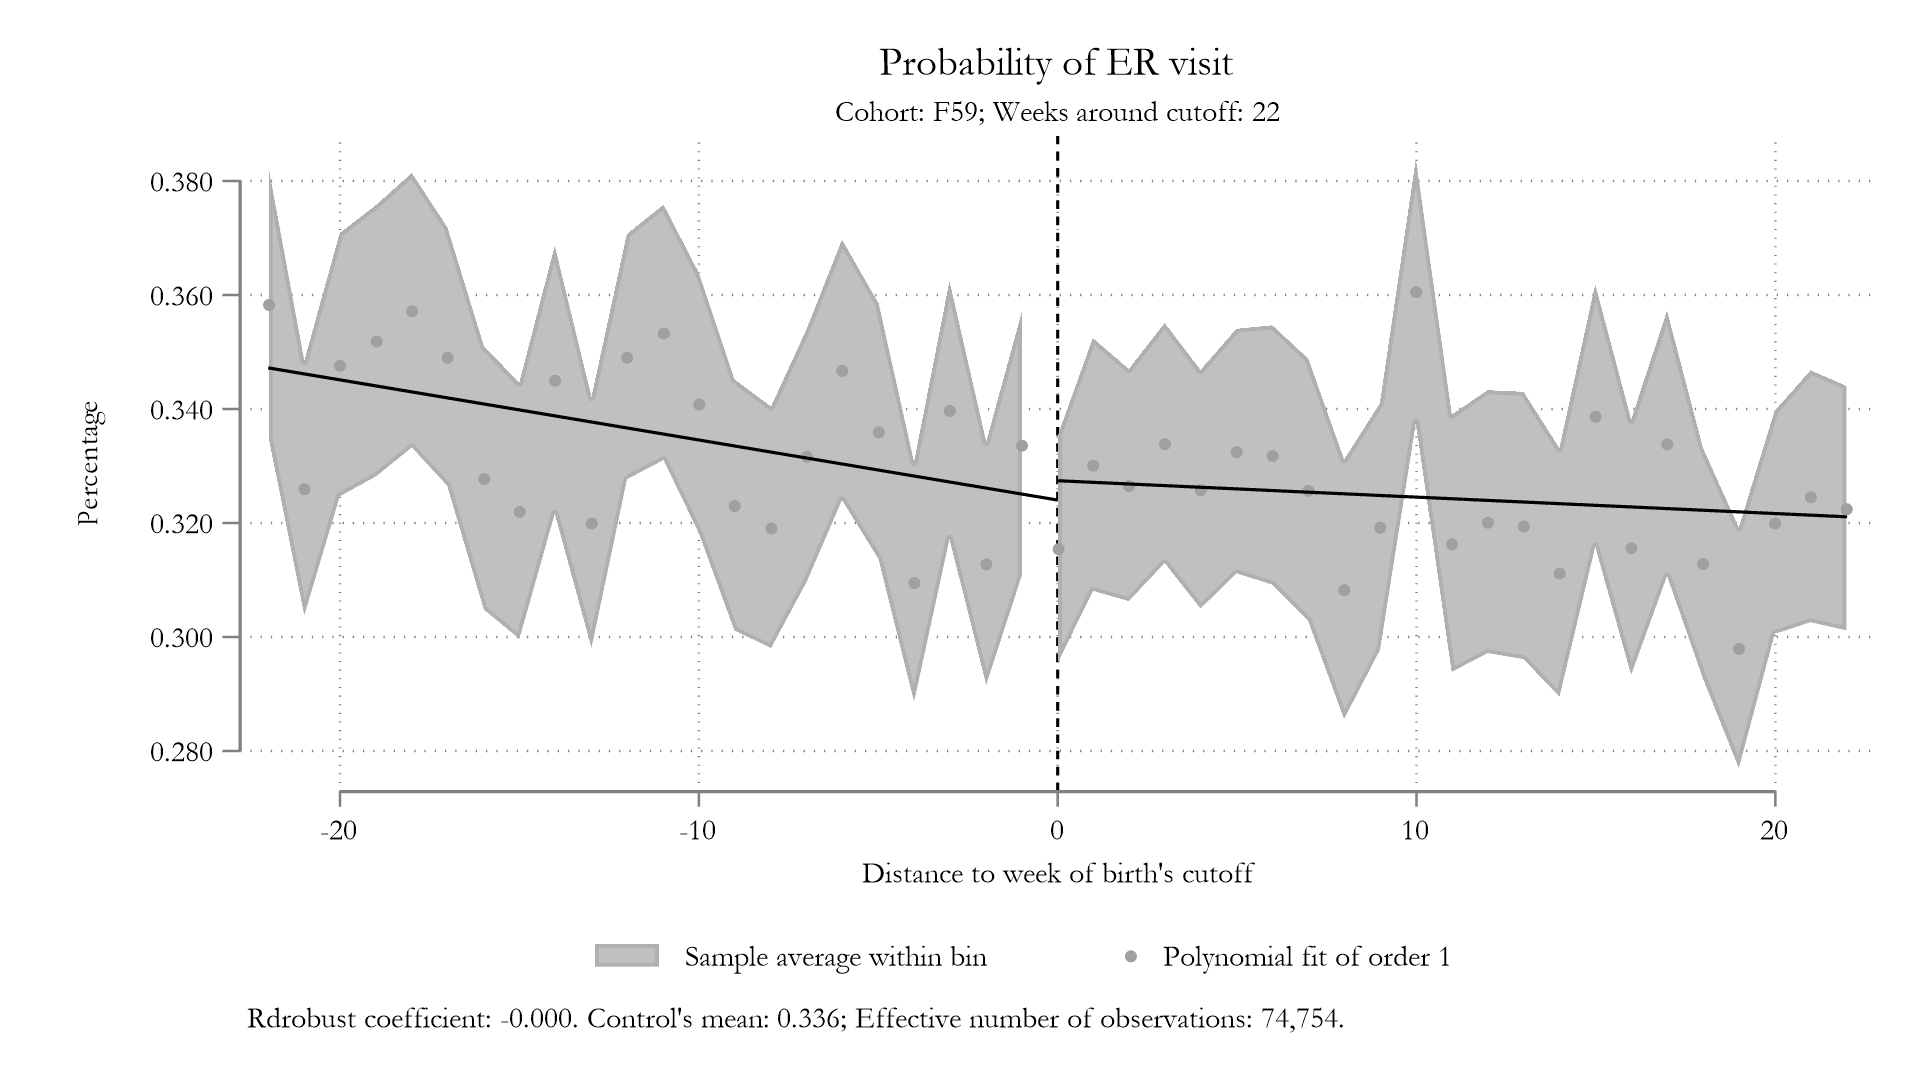 Probability of ER visit
Cohort: F59; Weeks around cutoff: 22
Percentage
0.380
0.360
0.340
0.320
0.300
0.280
-20 -10 0 10 20
Distance to week of birth's cutoff
Sample average within bin Polynomial fit of order 1
Rdrobust coefficient: -0.000. Control's mean: 0.336; Effective number of observations: 74,754.